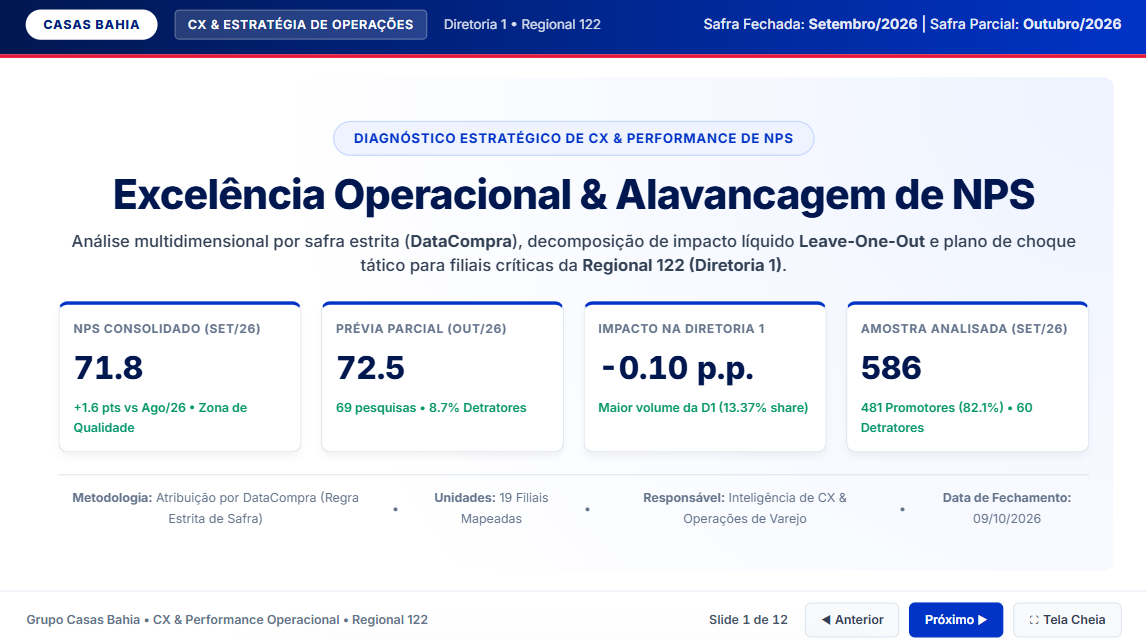 CASAS BAHIA
CX & ESTRATÉGIA DE OPERAÇÕES
Diretoria 1 • Regional 122
Safra Fechada: Setembro/2026 | Safra Parcial: Outubro/2026
DIAGNÓSTICO ESTRATÉGICO DE CX & PERFORMANCE DE NPS
Excelência Operacional & Alavancagem de NPS
Análise multidimensional por safra estrita (DataCompra), decomposição de impacto líquido Leave-One-Out e plano de choque
tático para filiais críticas da Regional 122 (Diretoria 1).
NPS CONSOLIDADO (SET/26)
71.8
+1.6 pts vs Ago/26 • Zona de
Qualidade
PRÉVIA PARCIAL (OUT/26)
72.5
69 pesquisas • 8.7% Detratores
IMPACTO NA DIRETORIA 1
-0.10 p.p.
Maior volume da D1 (13.37% share)
AMOSTRA ANALISADA (SET/26)
586
481 Promotores (82.1%) • 60
Detratores
Metodologia: Atribuição por DataCompra (Regra
Estrita de Safra)
•
Unidades: 19 Filiais
Mapeadas
•
Responsável: Inteligência de CX &
Operações de Varejo
•
Data de Fechamento:
09/10/2026
Grupo Casas Bahia • CX & Performance Operacional • Regional 122
Slide 1 de 12
◀ Anterior
Próximo ▶
⛶ Tela Cheia